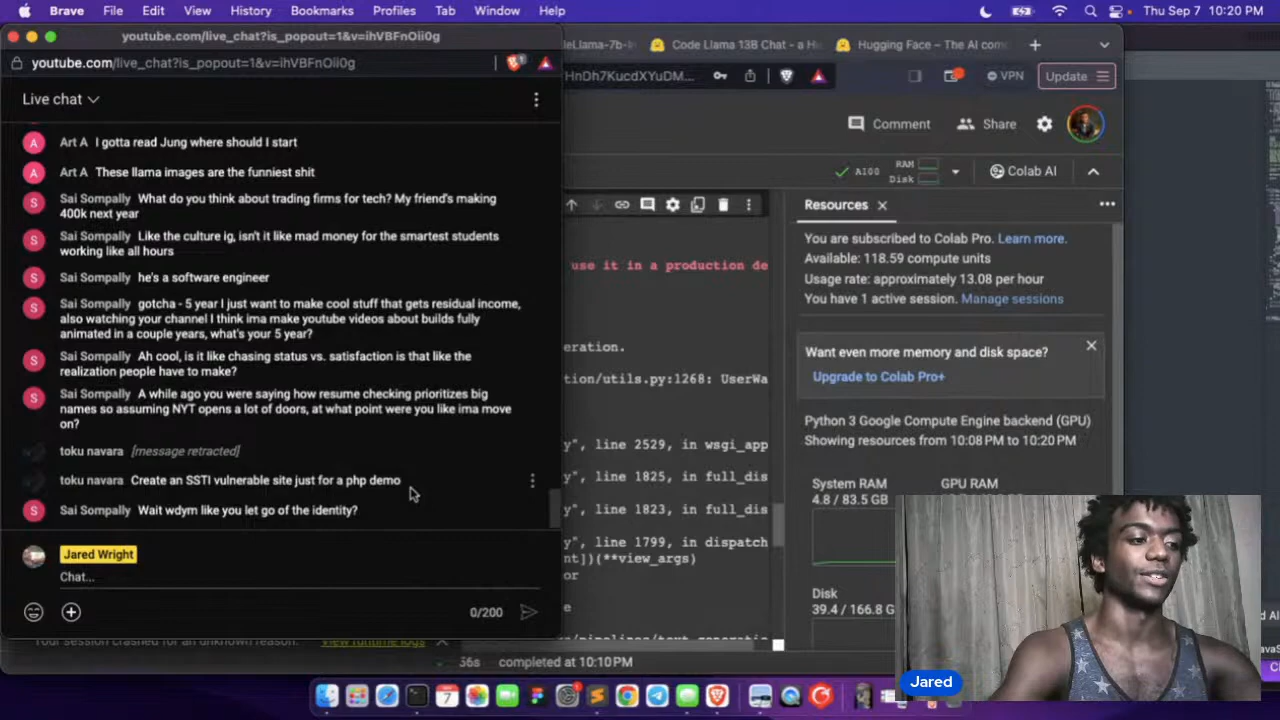 Brave File Edit View History Bookmarks Profiles Tab Window Help Thu Sep 7 10:20 PM
youtube.com/live_chat?is_popout=1&v=ihVBFnOii0g
youtube.com/live_chat?is_popout=1&v=ihVBFnOii0g
Live chat
Art A I gotta read Jung where should I start
Art A These llama images are the funniest shit
Sai Sompally What do you think about trading firms for tech? My friend's making
400k next year
Sai Sompally Like the culture ig, isn't it like mad money for the smartest students
working like all hours
Sai Sompally he's a software engineer
Sai Sompally gotcha - 5 year I just want to make cool stuff that gets residual income,
also watching your channel I think ima make youtube videos about builds fully
animated in a couple years, what's your 5 year?
Sai Sompally Ah cool, is it like chasing status vs. satisfaction is that like the
realization people have to make?
Sai Sompally A while ago you were saying how resume checking prioritizes big
names so assuming NYT opens a lot of doors, at what point were you like ima move
on?
toku navara [message retracted]
toku navara Create an SSTI vulnerable site just for a php demo
Sai Sompally Wait wdym like you let go of the identity?
Jared Wright
Chat...
0/200
Your session crashed for an unknown reason. View runtime logs
56s completed at 10:10 PM
leLlama-7b-I Code Llama 13B Chat - a H Hugging Face – The AI com
HnDh7KucdXYuDM... VPN Update
Comment Share
A100 RAM Disk Colab AI
use it in a production de
eration.
tion/utils.py:1268: UserWa
y", line 2529, in wsgi_app
y", line 1825, in full_dis
y", line 1823, in full_dis
y", line 1799, in dispatch
nt])(**view_args)
or
e
Resources
You are subscribed to Colab Pro. Learn more.
Available: 118.59 compute units
Usage rate: approximately 13.08 per hour
You have 1 active session. Manage sessions
Want even more memory and disk space?
Upgrade to Colab Pro+
Python 3 Google Compute Engine backend (GPU)
Showing resources from 10:08 PM to 10:20 PM
System RAM GPU RAM
4.8 / 83.5 GB
Disk
39.4 / 166.8 G
Jared